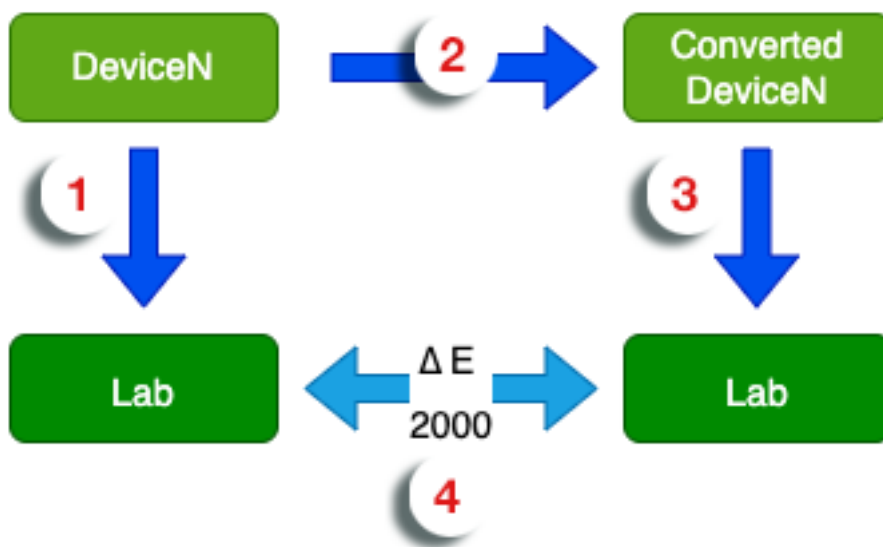 DeviceN
2
Converted
DeviceN
1
3
Lab
Δ E
2000
Lab
4